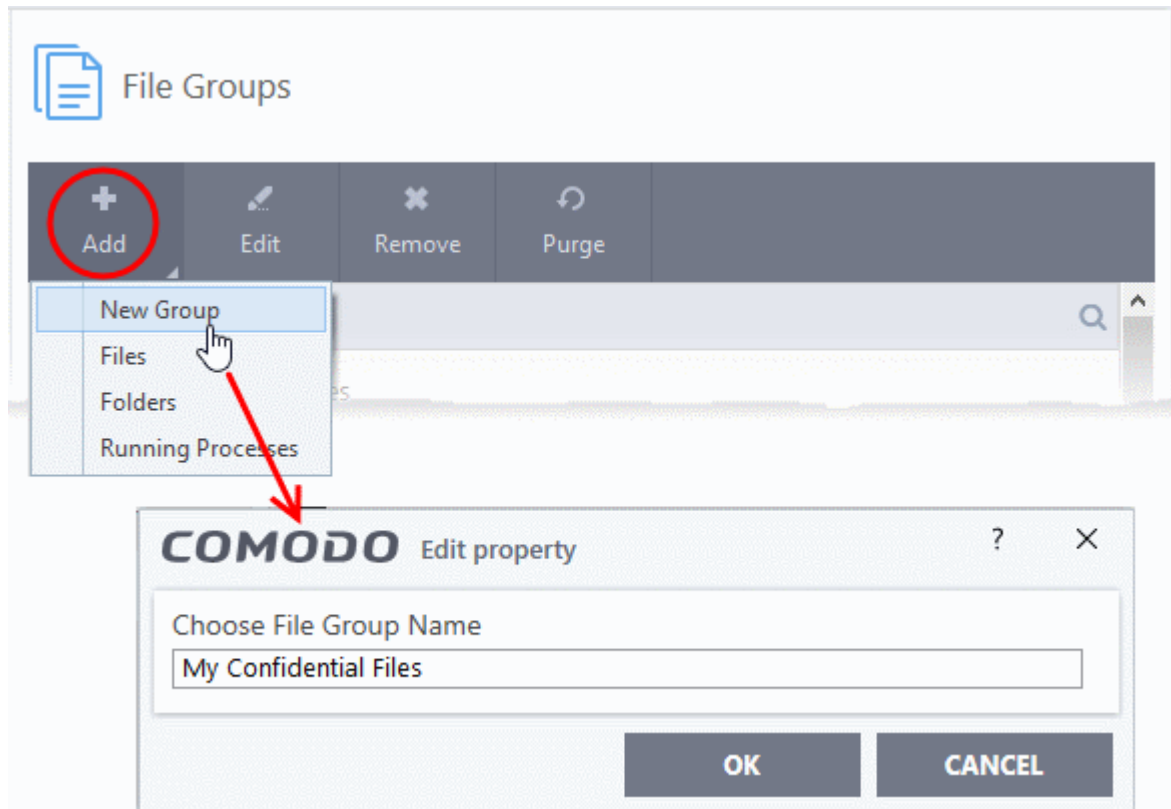 File Groups
Add Edit Remove Purge
New Group
Files
Folders
Running Processes
COMODO Edit property ?
Choose File Group Name
My Confidential Files
OK CANCEL